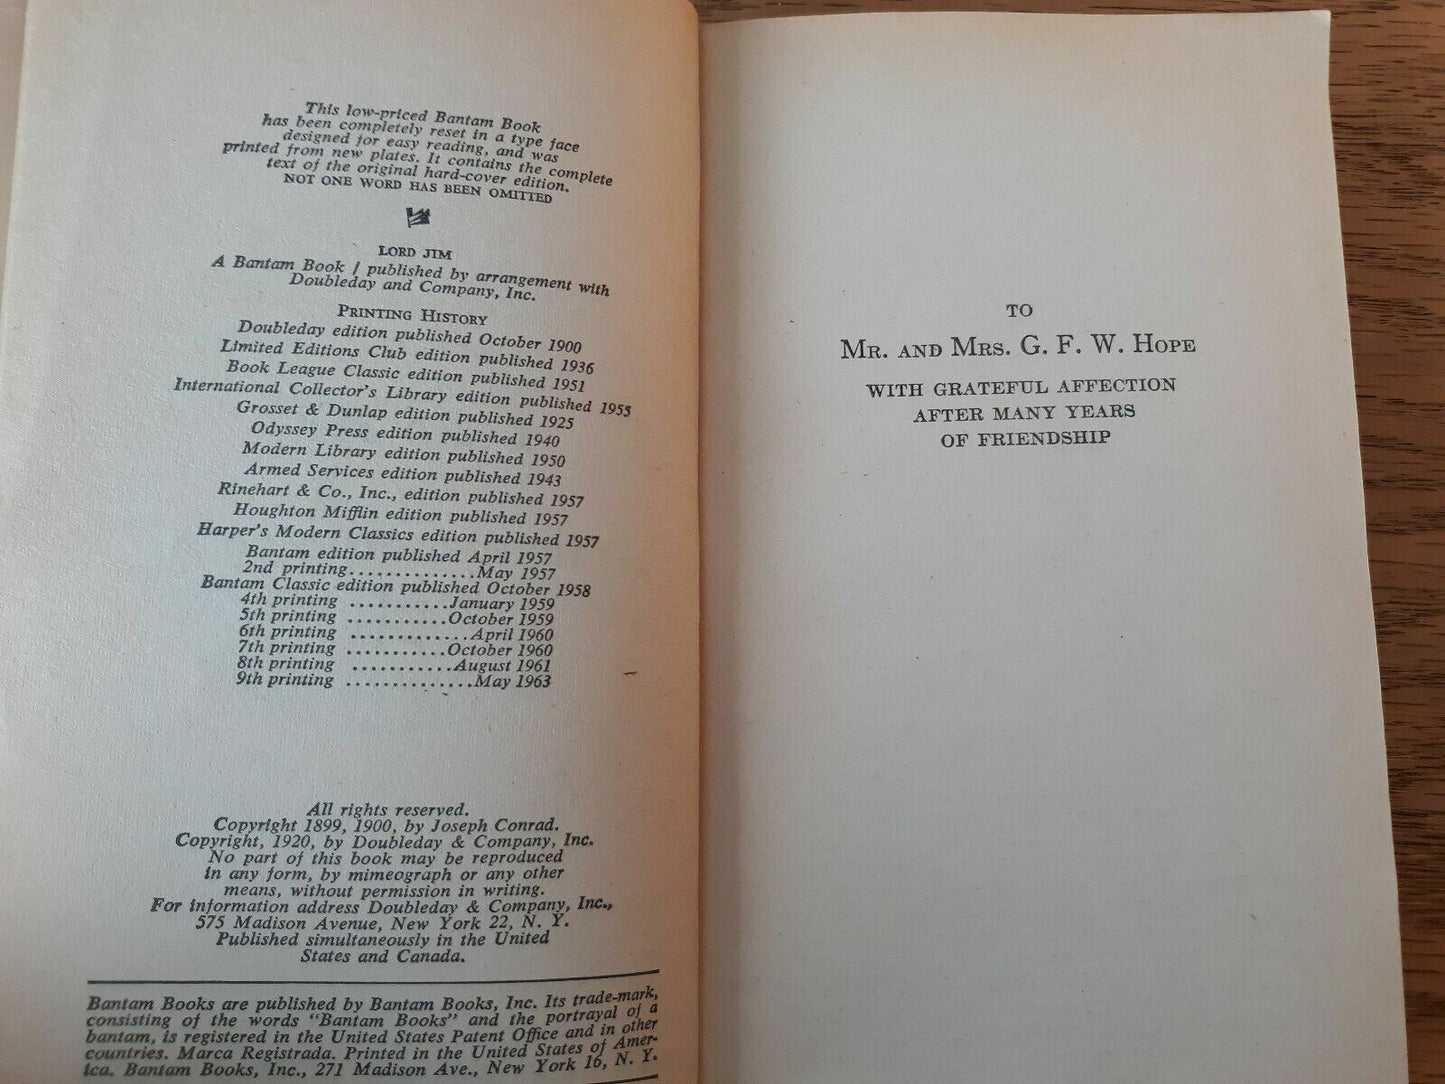 This low-priced Bantam Book
has been completely reset in a type face
designed for easy reading, and was
printed from new plates. It contains the complete
text of the original hard-cover edition.
NOT ONE WORD HAS BEEN OMITTED
LORD JIM
A Bantam Book / published by arrangement with
Doubleday and Company, Inc.
PRINTING HISTORY
Doubleday edition published October 1900
Limited Editions Club edition published 1936
Book League Classic edition published 1951
International Collector's Library edition published 1955
Grosset & Dunlap edition published 1925
Odyssey Press edition published 1940
Modern Library edition published 1950
Armed Services edition published 1943
Rinehart & Co., Inc., edition published 1957
Houghton Mifflin edition published 1957
Harper's Modern Classics edition published 1957
Bantam edition published April 1957
2nd printing..............May 1957
Bantam Classic edition published October 1958
4th printing ...........January 1959
5th printing ...........October 1959
6th printing .............April 1960
7th printing ...........October 1960
8th printing ...........August 1961
9th printing ..............May 1963
All rights reserved.
Copyright 1899, 1900, by Joseph Conrad.
Copyright, 1920, by Doubleday & Company, Inc.
No part of this book may be reproduced
in any form, by mimeograph or any other
means, without permission in writing.
For information address Doubleday & Company, Inc.,
575 Madison Avenue, New York 22, N. Y.
Published simultaneously in the United
States and Canada.
Bantam Books are published by Bantam Books, Inc. Its trade-mark,
consisting of the words "Bantam Books" and the portrayal of a
bantam, is registered in the United States Patent Office and in other
countries. Marca Registrada. Printed in the United States of Amer-
ica. Bantam Books, Inc., 271 Madison Ave., New York 16, N. Y.
TO
MR. AND MRS. G. F. W. HOPE
WITH GRATEFUL AFFECTION
AFTER MANY YEARS
OF FRIENDSHIP